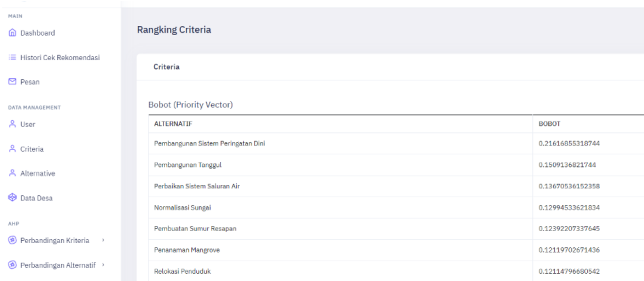 MAIN
Dashboard
Histori Cek Rekomendasi
Pesan
DATA MANAGEMENT
User
Criteria
Alternative
Data Desa
AHP
Perbandingan Kriteria
Perbandingan Alternatif
Rangking Criteria
Criteria
Bobot (Priority Vector)
ALTERNATIF BOBOT
Pembangunan Sistem Peringatan Dini 0.21616855318744
Pembangunan Tanggul 0.1509136821744
Perbaikan Sistem Saluran Air 0.13670536152358
Normalisasi Sungai 0.12994533621834
Pembuatan Sumur Resapan 0.12392207337645
Penanaman Mangrove 0.12119702671436
Relokasi Penduduk 0.12114796680542